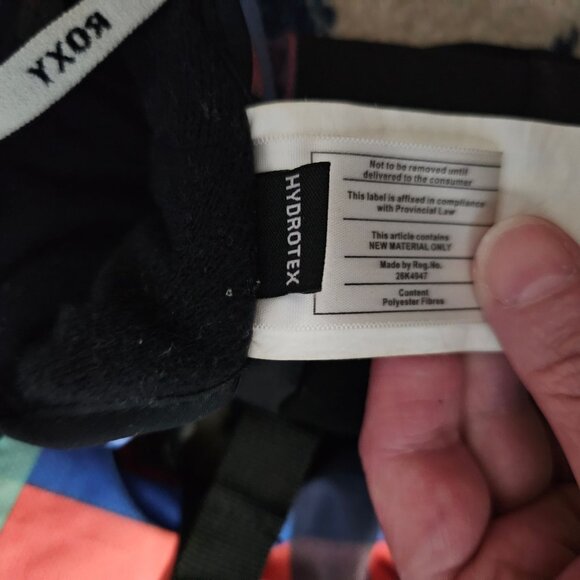 ROXY
HYDROTEX
Not to be removed until
delivered to the consumer
This label is affixed in compliance
with Provincial Law
This article contains
NEW MATERIAL ONLY
Made by Reg.No.
26K4947
Content
Polyester Fibres